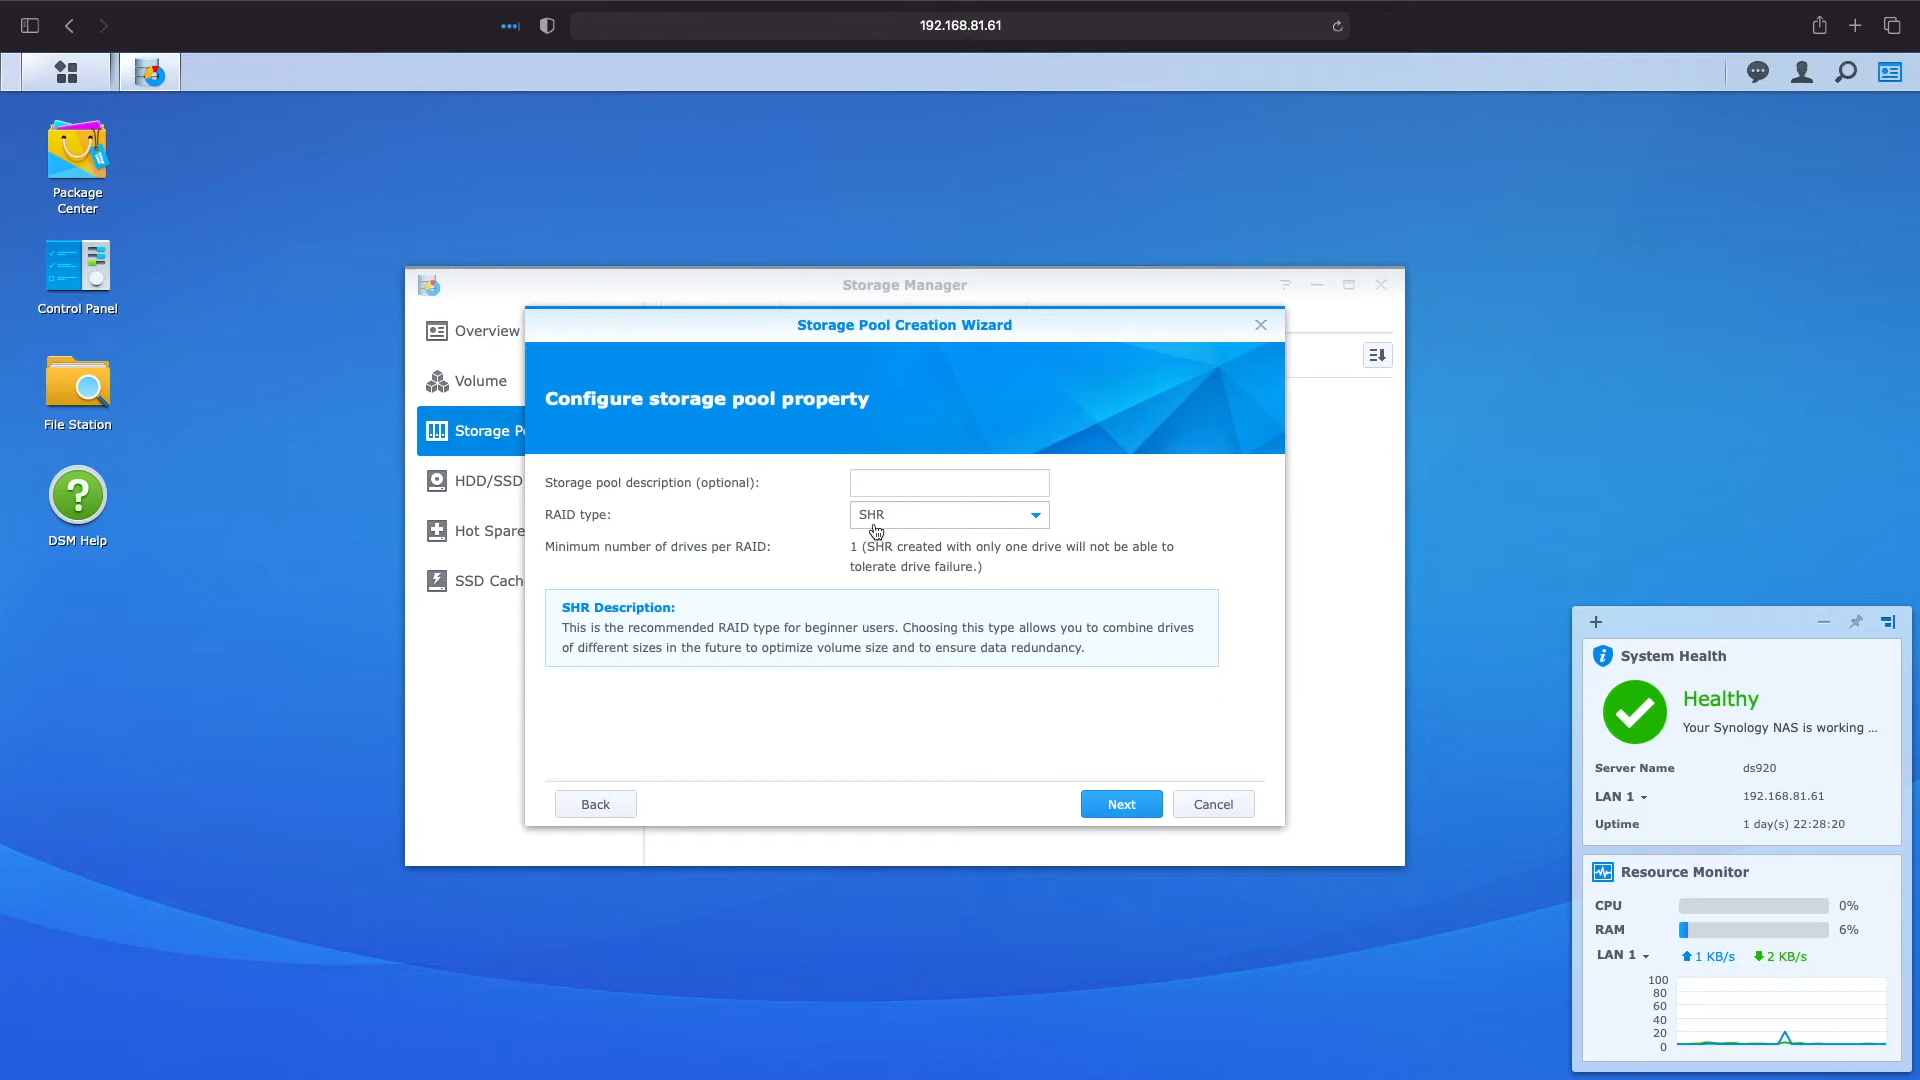 192.168.81.61
Package
Center
Control Panel
File Station
DSM Help
Storage Manager
Overview
Volume
Storage P
HDD/SSD
Hot Spare
SSD Cach
Storage Pool Creation Wizard
Configure storage pool property
Storage pool description (optional):
RAID type: SHR
Minimum number of drives per RAID: 1 (SHR created with only one drive will not be able to
tolerate drive failure.)
SHR Description:
This is the recommended RAID type for beginner users. Choosing this type allows you to combine drives
of different sizes in the future to optimize volume size and to ensure data redundancy.
Back
Next
Cancel
System Health
Healthy
Your Synology NAS is working ...
Server Name ds920
LAN 1 192.168.81.61
Uptime 1 day(s) 22:28:20
Resource Monitor
CPU 0%
RAM 6%
LAN 1 1 KB/s 2 KB/s
100
80
60
40
20
0